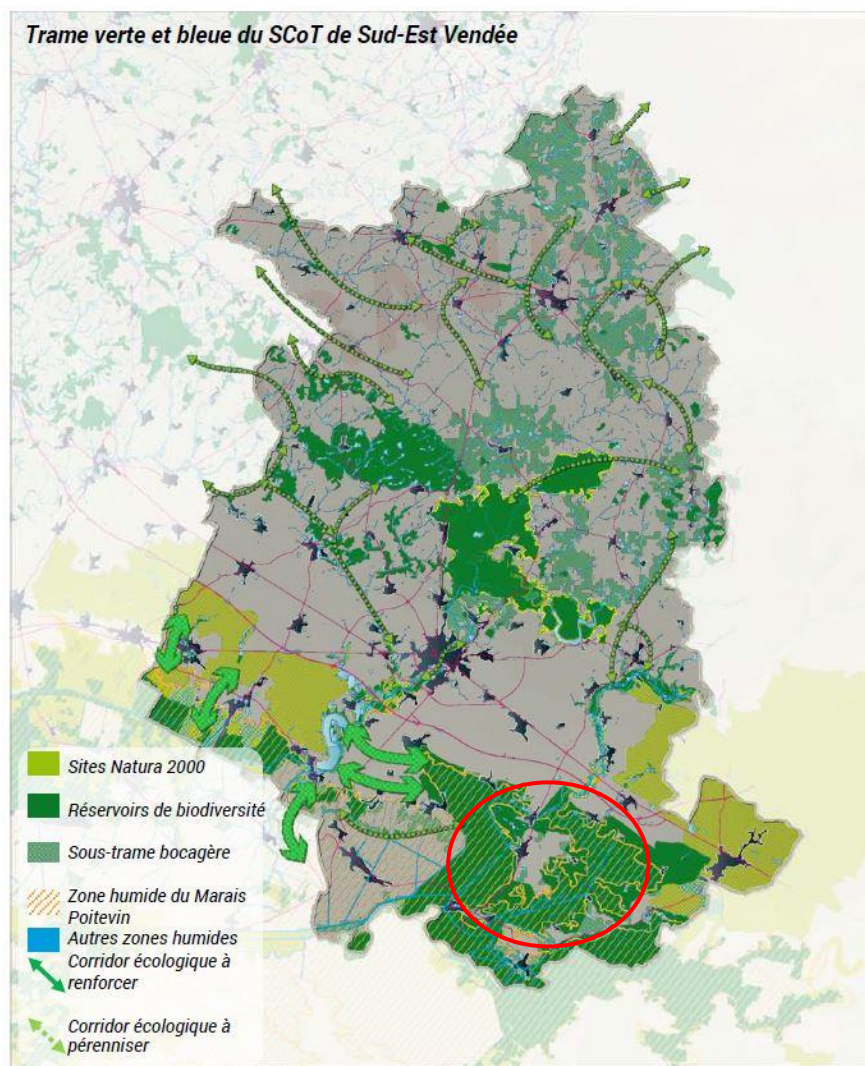 Trame verte et bleue du SCoT de Sud-Est Vendée
Sites Natura 2000
Réservoirs de biodiversité
Sous-trame bocagère
Zone humide du Marais
Poitevin
Autres zones humides
Corridor écologique à
renforcer
Corridor écologique à
pérenniser